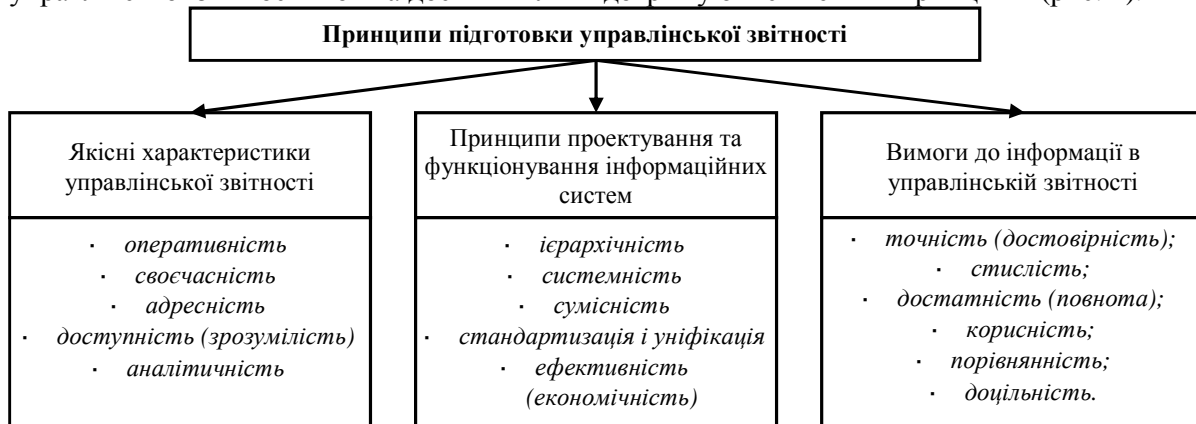 Принципи підготовки управлінської звітності
Якісні характеристики
управлінської звітності
· оперативність
· своєчасність
· адресність
· доступність (зрозумілість)
· аналітичність
Принципи проектування та
функціонування інформаційних
систем
· ієрархічність
· системність
· сумісність
· стандартизація і уніфікація
· ефективність
(економічність)
Вимоги до інформації в
управлінській звітності
· точність (достовірність);
· стислість;
· достатність (повнота);
· корисність;
· порівнянність;
· доцільність.